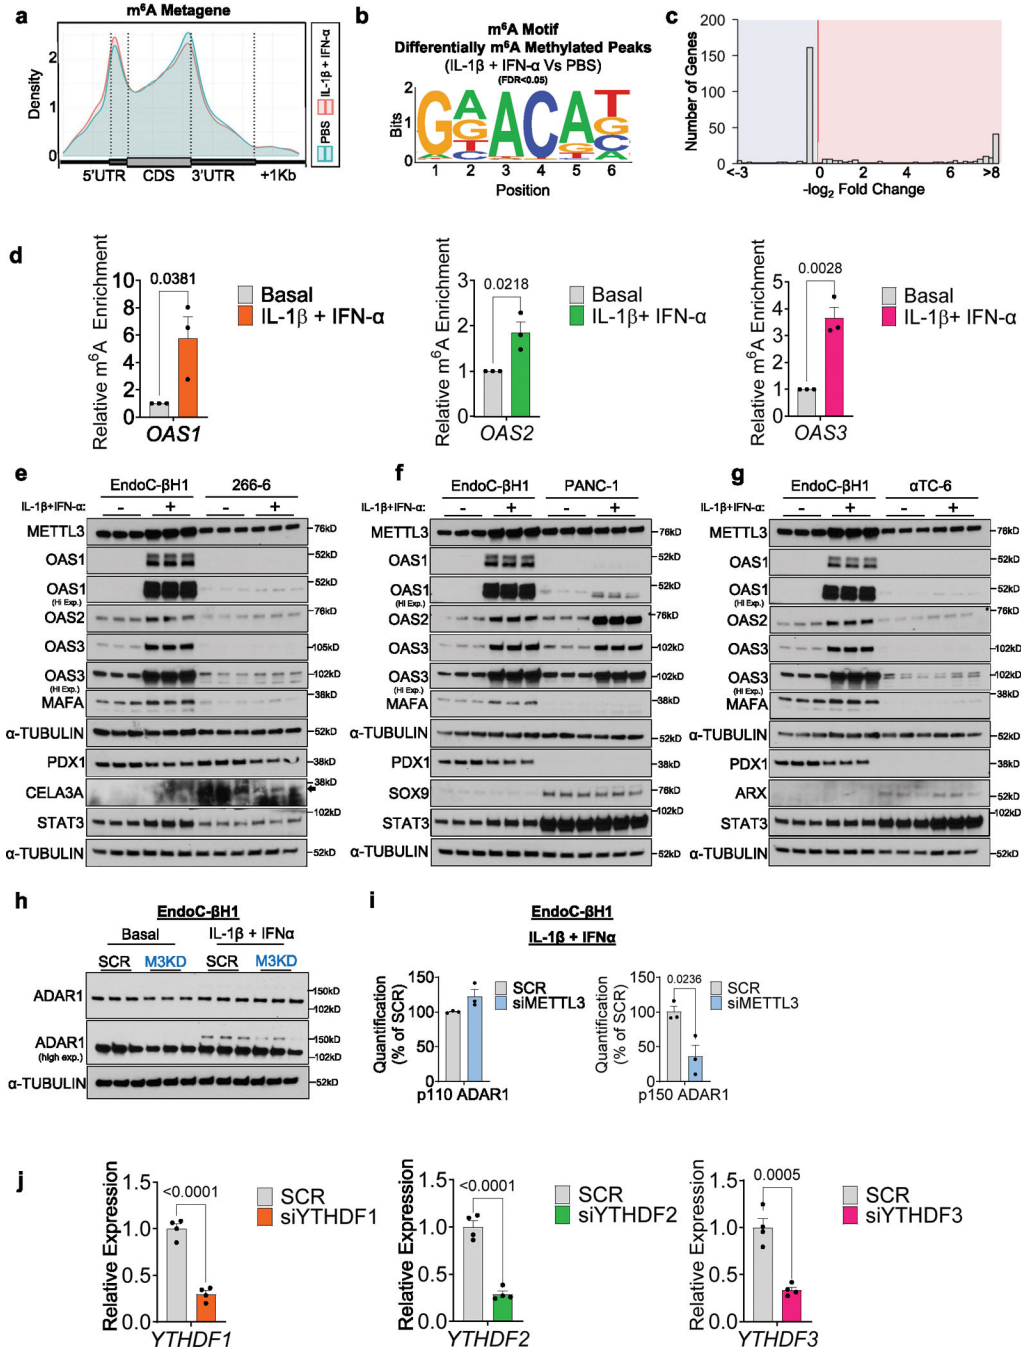 a
m⁶A Metagene
Density
2
1
0
5'UTR CDS 3'UTR +1Kb
PBS IL-1β + IFN-α
b
m⁶A Motif
Differentially m⁶A Methylated Peaks
(IL-1β + IFN-α Vs PBS)
(FDR<0.05)
Bits
2
1
0
1 2 3 4 5 6
Position
c
Number of Genes
200
150
100
50
0
<-3 0 2 4 6 >8
-log₂ Fold Change
d
Relative m⁶A Enrichment
10
8
6
4
2
0
0.0381
Basal
IL-1β + IFN-α
OAS1
Relative m⁶A Enrichment
3
2
1
0
0.0218
Basal
IL-1β+ IFN-α
OAS2
Relative m⁶A Enrichment
5
4
3
2
1
0
0.0028
Basal
IL-1β+ IFN-α
OAS3
e
EndoC-βH1 266-6
IL-1β+IFN-α: - + - +
METTL3 76kD
OAS1 52kD
OAS1 52kD
(Hi Exp.)
OAS2 76kD
OAS3 105kD
OAS3 102kD
(Hi Exp.)
MAFA 38kD
α-TUBULIN 52kD
PDX1 38kD
CELA3A 38kD
STAT3 102kD
α-TUBULIN 52kD
f
EndoC-βH1 PANC-1
IL-1β+IFN-α: - + - +
METTL3 76kD
OAS1 52kD
OAS1 52kD
(Hi Exp.)
OAS2 76kD
OAS3 102kD
OAS3 102kD
(Hi Exp.)
MAFA 38kD
α-TUBULIN 52kD
PDX1 38kD
SOX9 76kD
STAT3 102kD
α-TUBULIN 52kD
g
EndoC-βH1 αTC-6
IL-1β+IFN-α: - + - +
METTL3 76kD
OAS1 52kD
OAS1 52kD
(Hi Exp.)
OAS2 76kD
OAS3 102kD
OAS3 102kD
(Hi Exp.)
MAFA 38kD
α-TUBULIN 52kD
PDX1 38kD
ARX 52kD
STAT3 102kD
α-TUBULIN 52kD
h
EndoC-βH1
Basal IL-1β + IFNα
SCR M3KD SCR M3KD
ADAR1 150kD
102kD
ADAR1 150kD
(high exp.) 102kD
α-TUBULIN 52kD
i
EndoC-βH1
IL-1β + IFNα
Quantification
(% of SCR)
150
100
50
0
SCR
siMETTL3
p110 ADAR1
Quantification
(% of SCR)
150
100
50
0
0.0236
SCR
siMETTL3
p150 ADAR1
j
Relative Expression
1.5
1.0
0.5
0.0
<0.0001
SCR
siYTHDF1
YTHDF1
Relative Expression
1.5
1.0
0.5
0.0
<0.0001
SCR
siYTHDF2
YTHDF2
Relative Expression
1.5
1.0
0.5
0.0
0.0005
SCR
siYTHDF3
YTHDF3